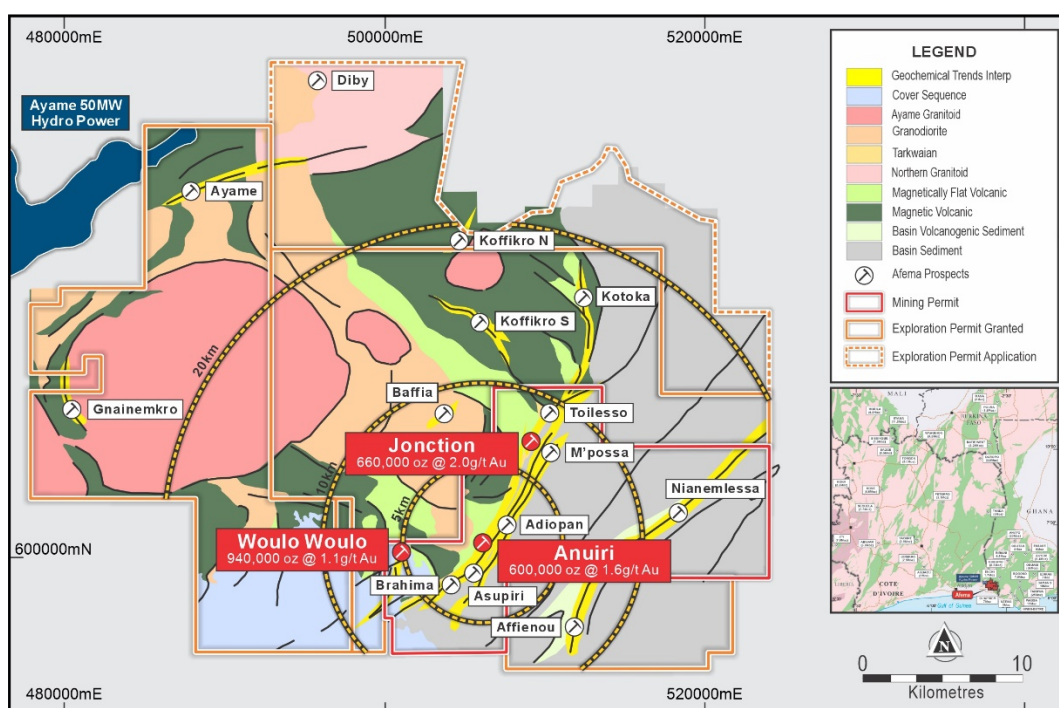 480000mE
500000mE
520000mE
Ayame 50MW
Hydro Power
Diby
Ayame
Koffikro N
Kotoka
Koffikro S
20km
Gnainemkro
Baffia
Toilesso
Jonction
660,000 oz @ 2.0g/t Au
M'possa
10km
5km
Nianemlessa
Adiopan
600000mN
Woulo Woulo
940,000 oz @ 1.1g/t Au
Anuiri
600,000 oz @ 1.6g/t Au
Brahima
Asupiri
Affienou
480000mE
520000mE
LEGEND
Geochemical Trends Interp
Cover Sequence
Ayame Granitoid
Granodiorite
Tarkwaian
Northern Granitoid
Magnetically Flat Volcanic
Magnetic Volcanic
Basin Volcanogenic Sediment
Basin Sediment
Afema Prospects
Mining Permit
Exploration Permit Granted
Exploration Permit Application
MALI
GHANA
COTE
D'IVOIRE
Afema
Gulf of Guinea
N
0
10
Kilometres